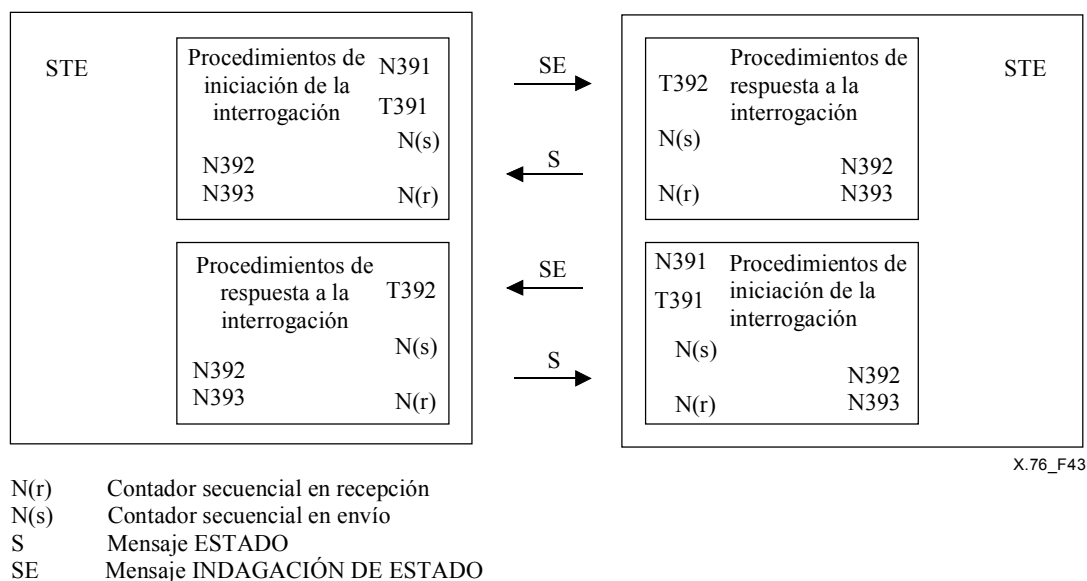 STE
Procedimientos de
iniciación de la
interrogación
N391
T391
N(s)
N392
N393
N(r)
SE
S
T392
Procedimientos de
respuesta a la
interrogación
STE
N(s)
N392
N(r)
N393
Procedimientos de
respuesta a la
interrogación
T392
N(s)
N392
N393
N(r)
SE
S
N391
T391
Procedimientos de
iniciación de la
interrogación
N(s)
N392
N(r)
N393
X.76_F43
N(r) Contador secuencial en recepción
N(s) Contador secuencial en envío
S Mensaje ESTADO
SE Mensaje INDAGACIÓN DE ESTADO